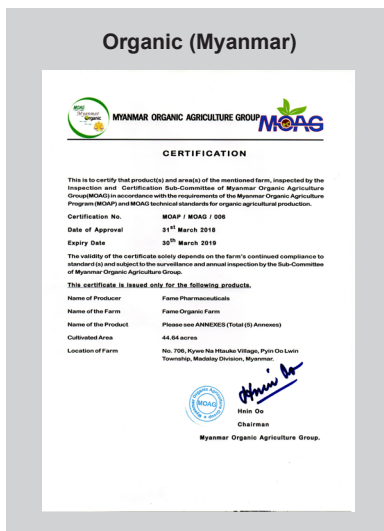 Organic (Myanmar)
MOAG
Myanmar
Organic
MYANMAR ORGANIC AGRICULTURE GROUP
MOAG
CERTIFICATION
This is to certify that product(s) and area(s) of the mentioned farm, inspected by the
Inspection and Certification Sub-Committee of Myanmar Organic Agriculture
Group(MOAG) in accordance with the requirements of the Myanmar Organic Agriculture
Program (MOAP) and MOAG technical standards for organic agricultural production.
Certification No. MOAP / MOAG / 006
Date of Approval 31st March 2018
Expiry Date 30th March 2019
The validity of the certificate solely depends on the farm's continued compliance to
standard(s) and subject to the surveillance and annual inspection by the Sub-Committee
of Myanmar Organic Agriculture Group.
This certificate is issued only for the following products.
Name of Producer Fame Pharmaceuticals
Name of the Farm Fame Organic Farm
Name of the Product Please see ANNEXES (Total (5) Annexes)
Cultivated Area 44.64 acres
Location of Farm No. 706, Kywe Na Htauke Village, Pyin Oo Lwin
Township, Madalay Division, Myanmar.
Hnin Oo
MOAG
Hnin Oo
Chairman
Myanmar Organic Agriculture Group.